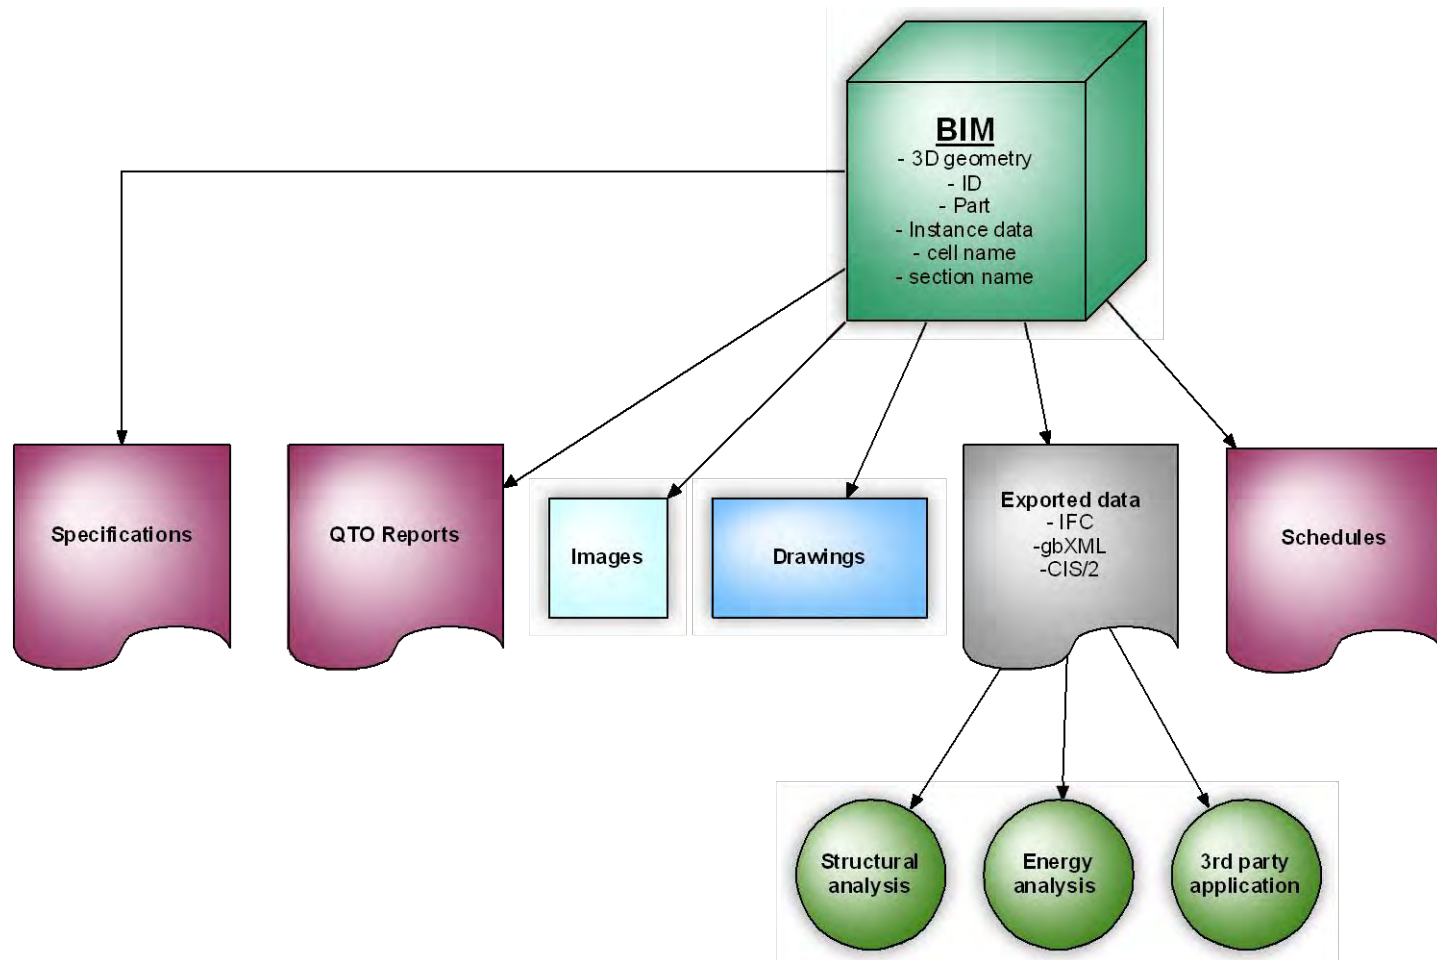 BIM
- 3D geometry
- ID
- Part
- Instance data
- cell name
- section name
Specifications
QTO Reports
Images
Drawings
Exported data
- IFC
-gbXML
-CIS/2
Schedules
Structural
analysis
Energy
analysis
3rd party
application